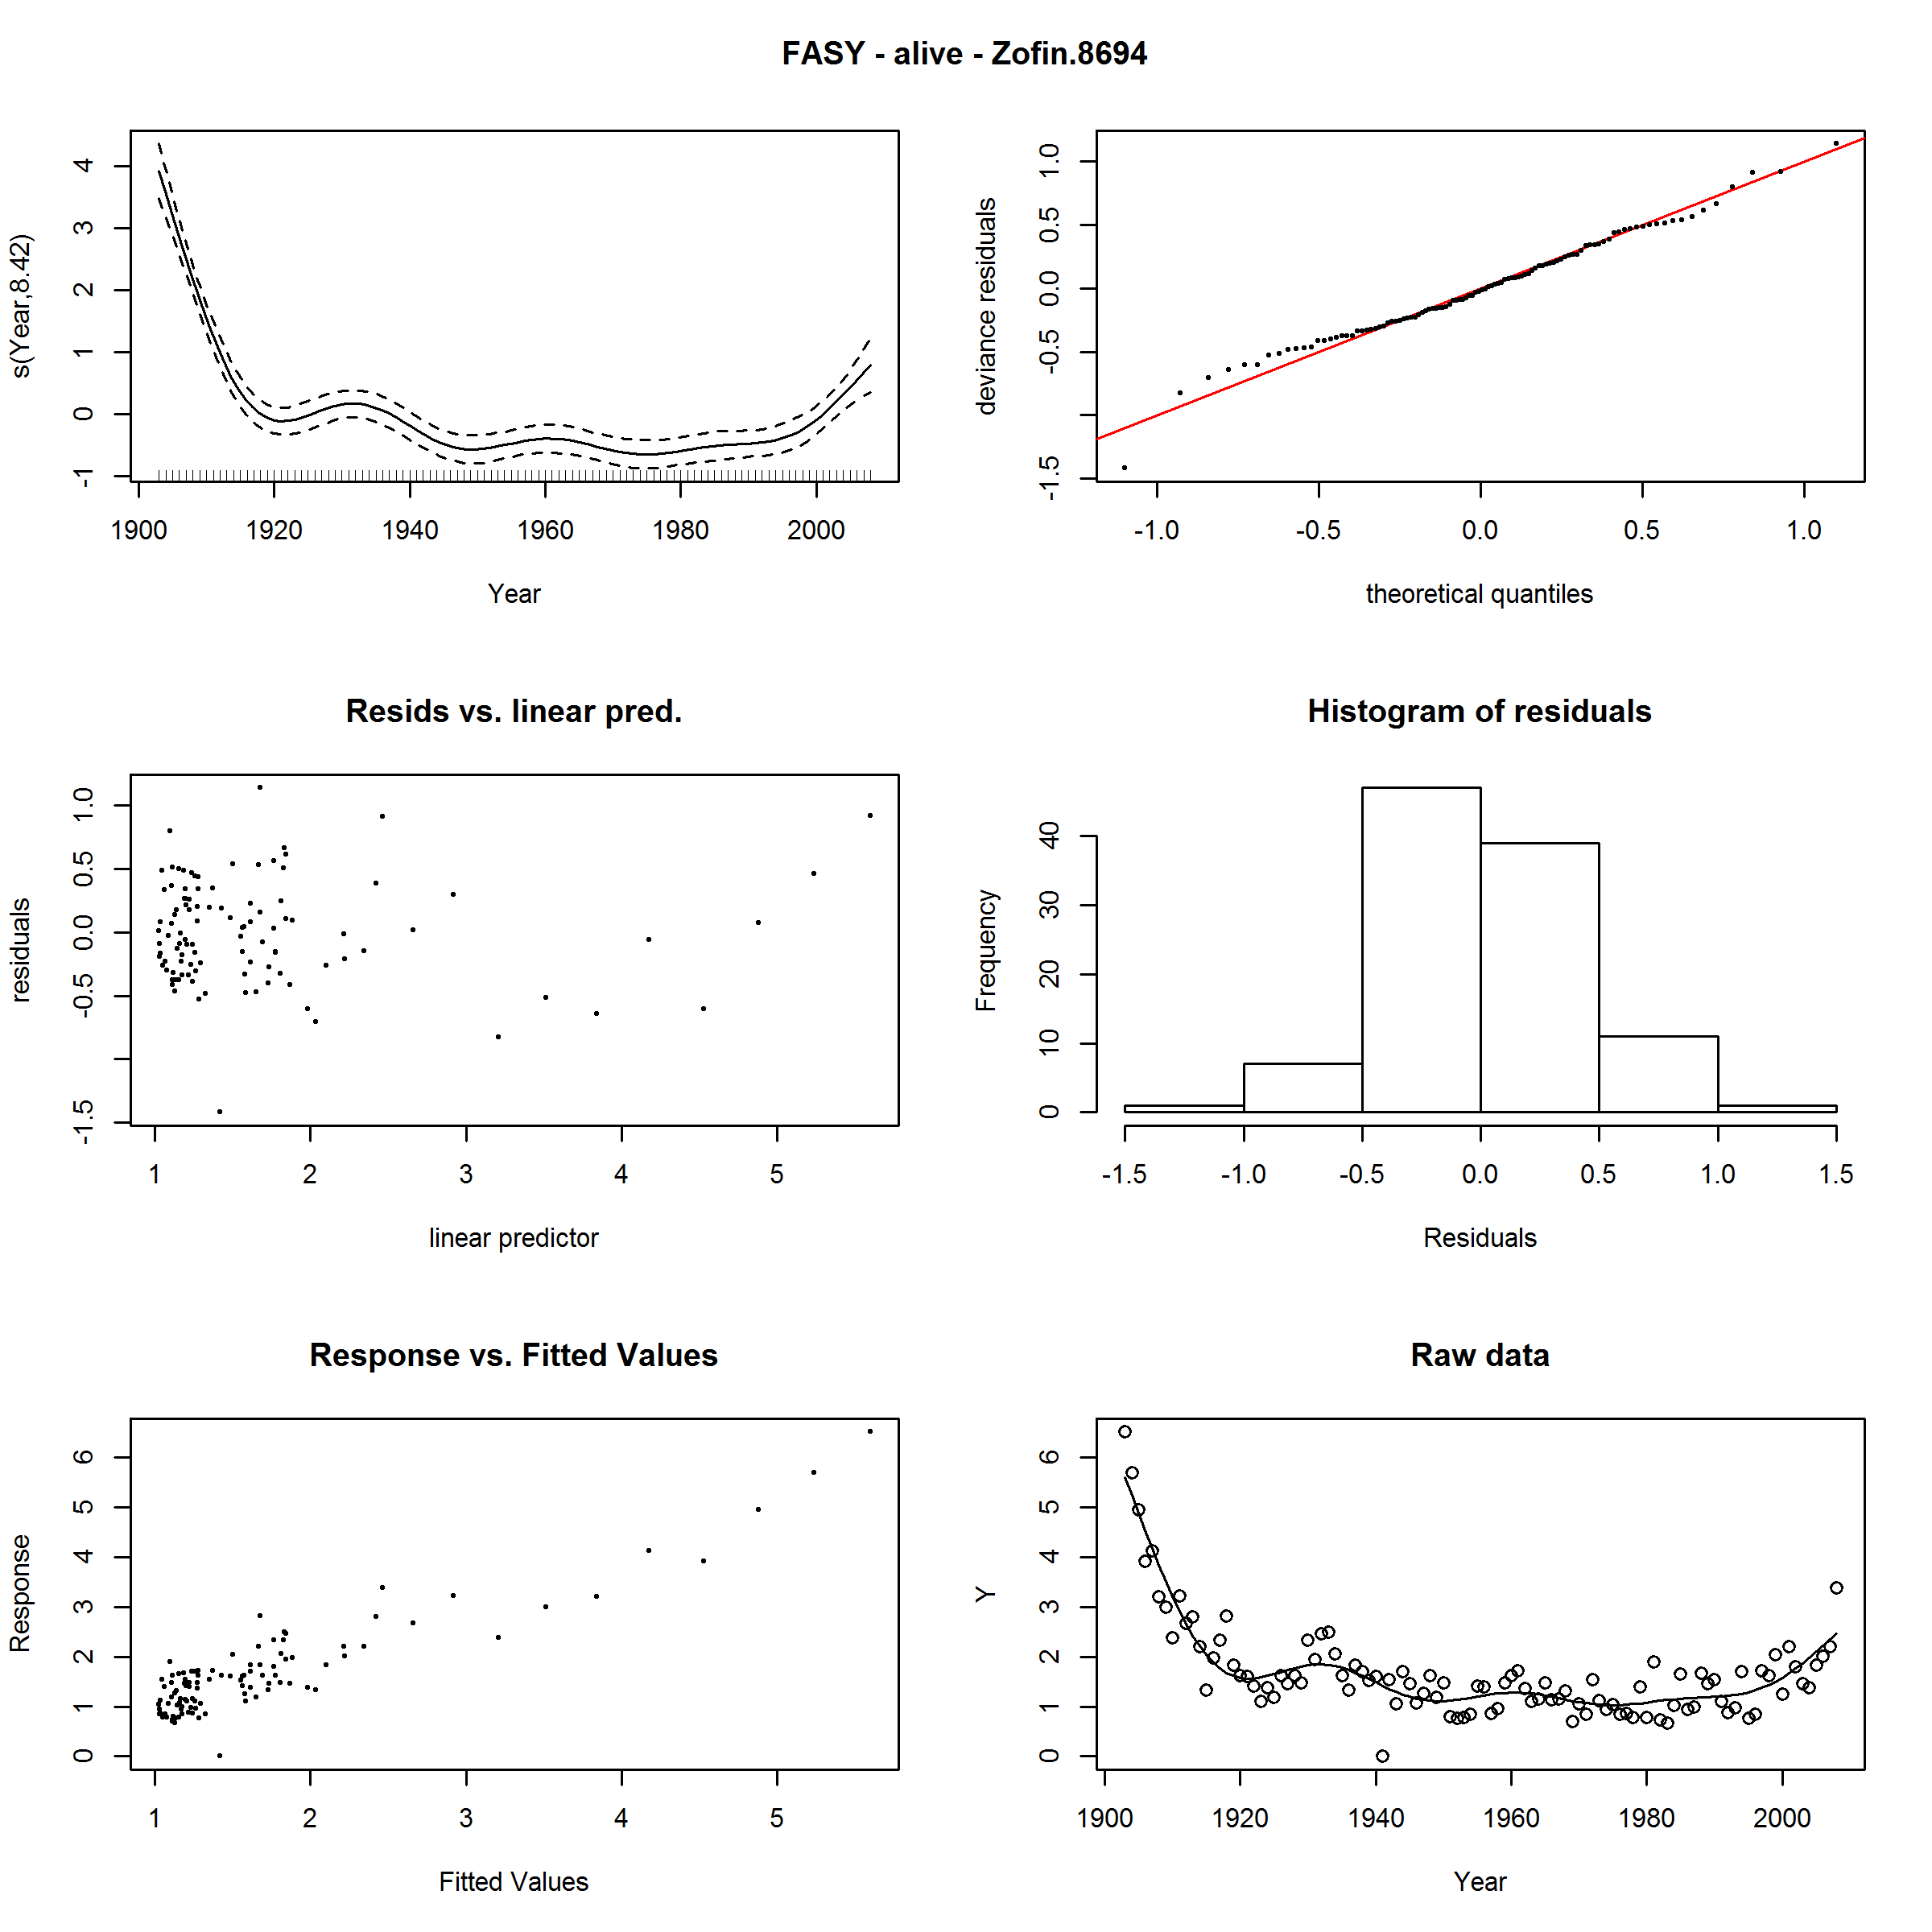 FASY - alive - Zofin.8694
s(Year,8.42)
4
3
2
1
0
-1
1900 1920 1940 1960 1980 2000
Year
deviance residuals
1.0
0.5
0.0
-0.5
-1.5
-1.0 -0.5 0.0 0.5 1.0
theoretical quantiles
Resids vs. linear pred.
residuals
1.0
0.5
0.0
-0.5
-1.5
1 2 3 4 5
linear predictor
Histogram of residuals
Frequency
40
30
20
10
0
-1.5 -1.0 -0.5 0.0 0.5 1.0 1.5
Residuals
Response vs. Fitted Values
Response
6
5
4
3
2
1
0
1 2 3 4 5
Fitted Values
Raw data
Y
6
5
4
3
2
1
0
1900 1920 1940 1960 1980 2000
Year